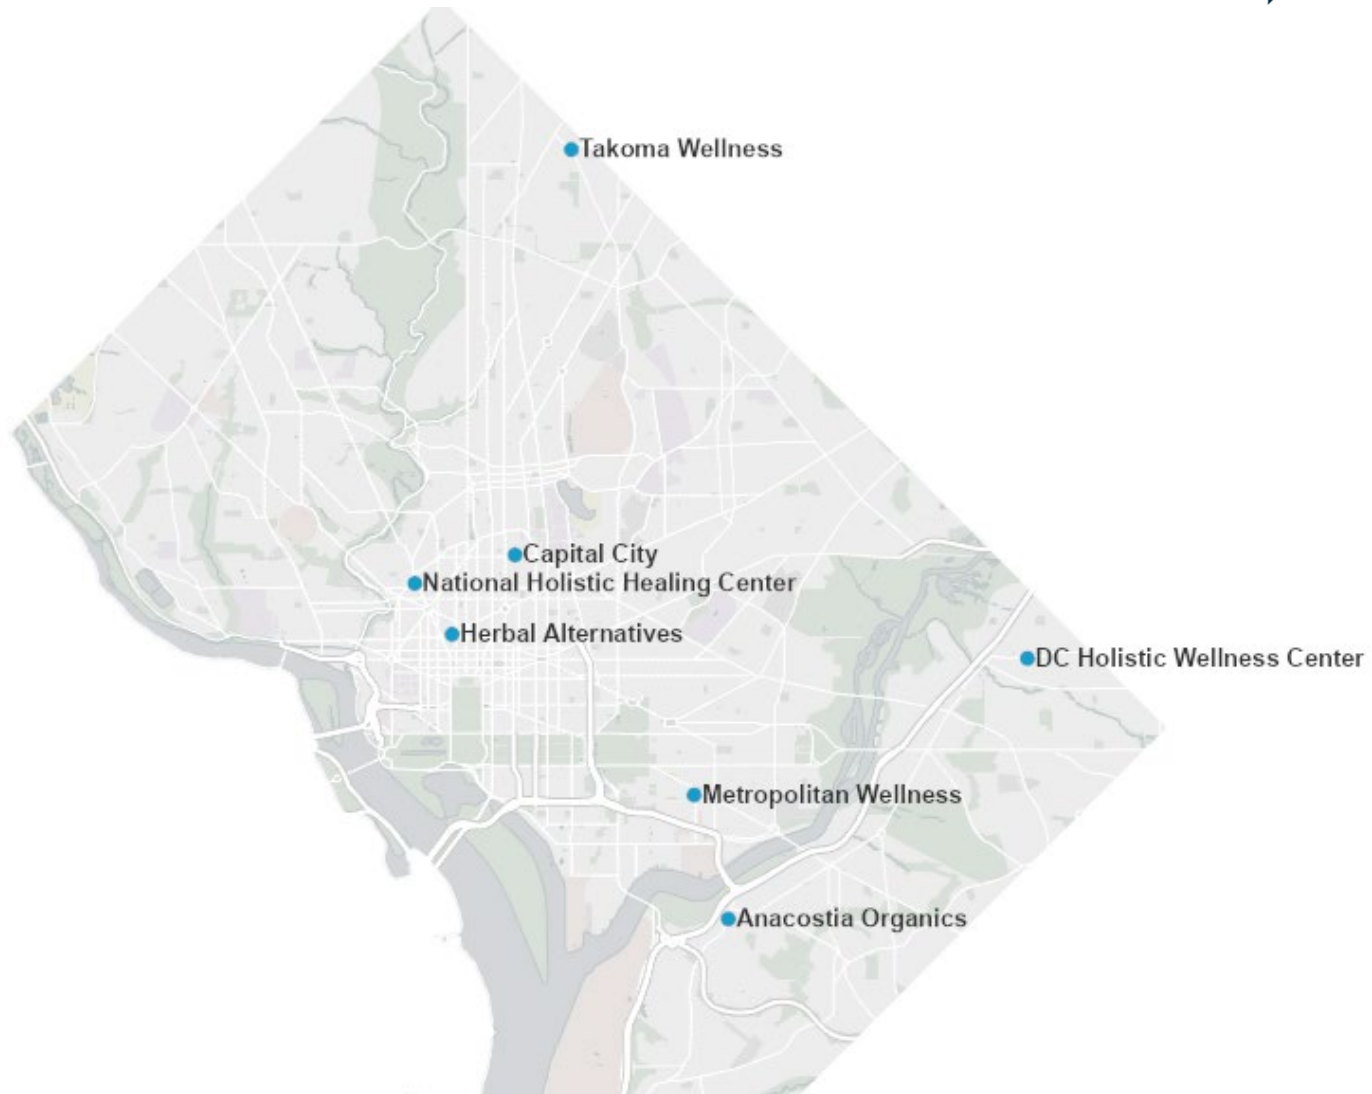 Takoma Wellness
Capital City
National Holistic Healing Center
Herbal Alternatives
DC Holistic Wellness Center
Metropolitan Wellness
Anacostia Organics